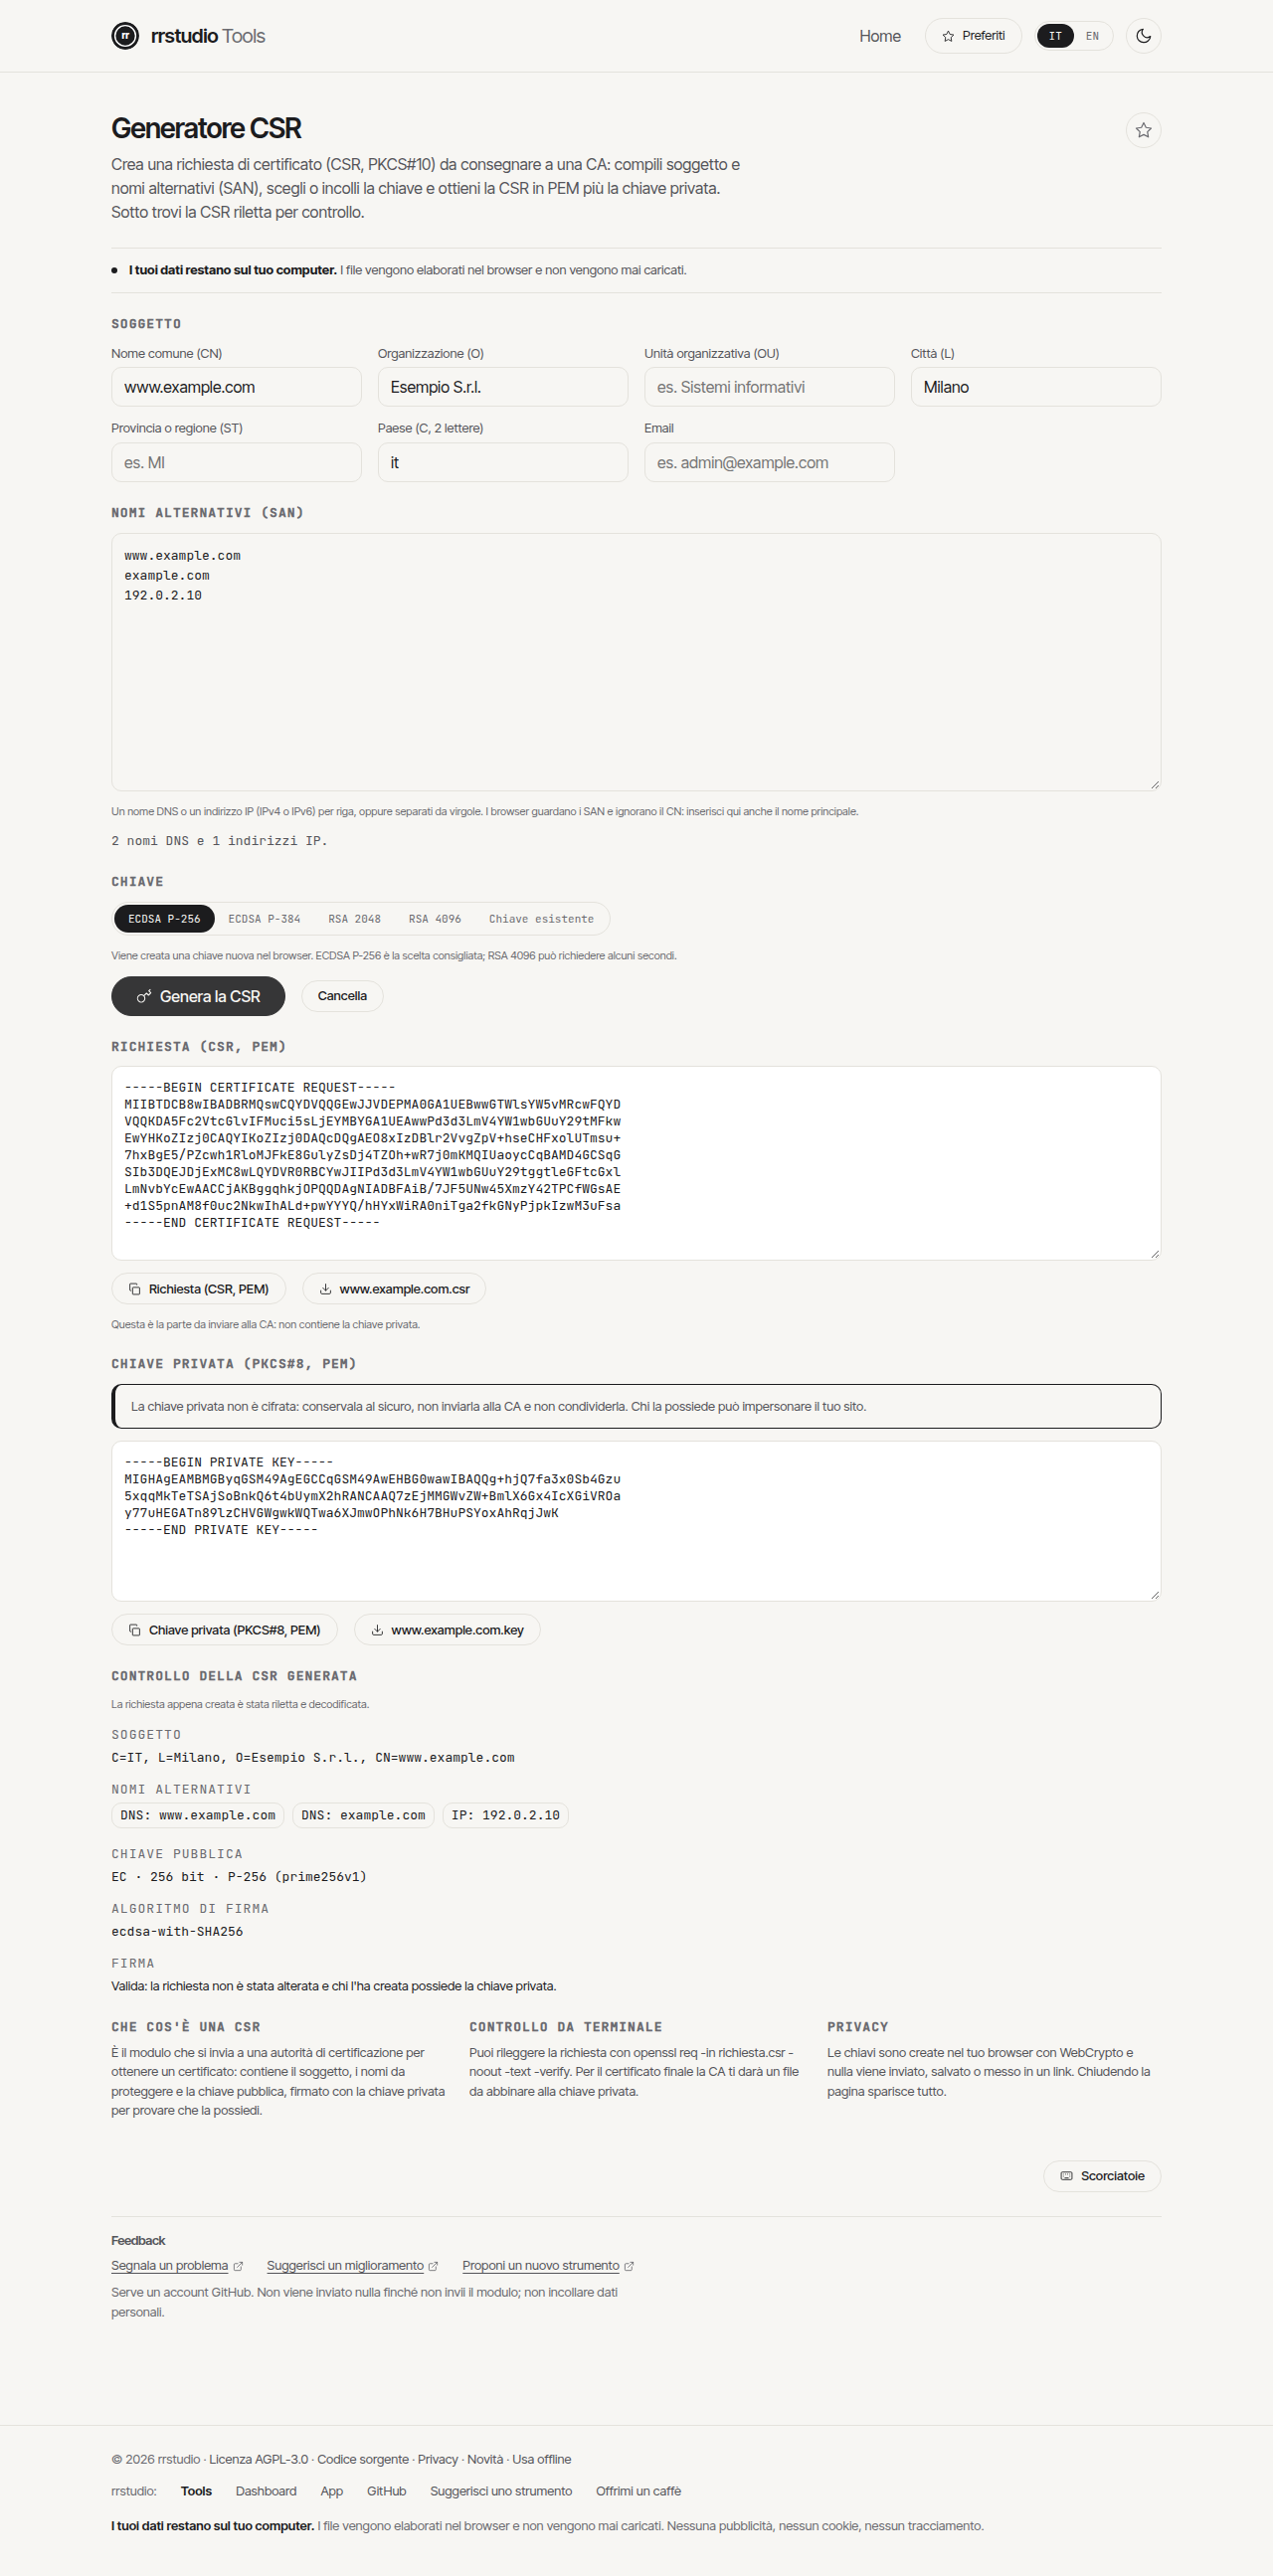 rr rrstudio Tools
Home
Preferiti
IT EN
Generatore CSR
Crea una richiesta di certificato (CSR, PKCS#10) da consegnare a una CA: compili soggetto e
nomi alternativi (SAN), scegli o incolli la chiave e ottieni la CSR in PEM più la chiave privata.
Sotto trovi la CSR riletta per controllo.
I tuoi dati restano sul tuo computer. I file vengono elaborati nel browser e non vengono mai caricati.
SOGGETTO
Nome comune (CN) Organizzazione (O) Unità organizzativa (OU) Città (L)
www.example.com Esempio S.r.l. es. Sistemi informativi Milano
Provincia o regione (ST) Paese (C, 2 lettere) Email
es. MI it es. admin@example.com
NOMI ALTERNATIVI (SAN)
www.example.com
example.com
192.0.2.10
Un nome DNS o un indirizzo IP (IPv4 o IPv6) per riga, oppure separati da virgole. I browser guardano i SAN e ignorano il CN: inserisci qui anche il nome principale.
2 nomi DNS e 1 indirizzi IP.
CHIAVE
ECDSA P-256 ECDSA P-384 RSA 2048 RSA 4096 Chiave esistente
Viene creata una chiave nuova nel browser. ECDSA P-256 è la scelta consigliata; RSA 4096 può richiedere alcuni secondi.
Genera la CSR Cancella
RICHIESTA (CSR, PEM)
-----BEGIN CERTIFICATE REQUEST-----
MIIBTDCB8wIBADBRMQswCQYDVQQGEwJJVDEPMA0GA1UEBwwGTWlsYW5vMRcwFQYD
VQQKDA5Fc2VtcGlvIFMuci5sLjEYMBYGA1UEAwwPd3d3LmV4YW1wbGUuY29tMFkw
EwYHKoZIzj0CAQYIKoZIzj0DAQcDQgAEO8xIzDBlr2VvgZpV+hseCHFxolUTmsu+
7hxBgE5/PZcwh1RloMJFkE8GulyZsDj4TZOh+wR7j0mKMQIUaoycCqBAMD4GCSqG
SIb3DQEJDjExMC8wLQYDVR0RBCYwJIIPd3d3LmV4YW1wbGUuY29tggtleGFtcGxl
LmNvbYcEwAACCjAKBggqhkjOPQQDAgNIADBFAiB/7JF5UNw45XmzY42TPCfWGsAE
+d1S5pnAM8f0uc2NkwIhALd+pwYYYQ/hHYxWiRA0niTga2fkGNyPjpkIzwM3uFsa
-----END CERTIFICATE REQUEST-----
Richiesta (CSR, PEM) www.example.com.csr
Questa è la parte da inviare alla CA: non contiene la chiave privata.
CHIAVE PRIVATA (PKCS#8, PEM)
La chiave privata non è cifrata: conservala al sicuro, non inviarla alla CA e non condividerla. Chi la possiede può impersonare il tuo sito.
-----BEGIN PRIVATE KEY-----
MIGHAgEAMBMGByqGSM49AgEGCCqGSM49AwEHBG0wawIBAQQg+hjQ7fa3x0Sb4Gzu
5xqqMkTeTSAjSoBnkQ6t4bUymX2hRANCAAQ7zEjMMGWvZW+BmlX6Gx4IcXGiVROa
y77uHEGATn89lzCHVGWgwkWQTwa6XJmwOPhNk6H7BHuPSYoxAhRqjJwK
-----END PRIVATE KEY-----
Chiave privata (PKCS#8, PEM) www.example.com.key
CONTROLLO DELLA CSR GENERATA
La richiesta appena creata è stata riletta e decodificata.
SOGGETTO
C=IT, L=Milano, O=Esempio S.r.l., CN=www.example.com
NOMI ALTERNATIVI
DNS: www.example.com DNS: example.com IP: 192.0.2.10
CHIAVE PUBBLICA
EC · 256 bit · P-256 (prime256v1)
ALGORITMO DI FIRMA
ecdsa-with-SHA256
FIRMA
Valida: la richiesta non è stata alterata e chi l'ha creata possiede la chiave privata.
CHE COS'È UNA CSR
È il modulo che si invia a una autorità di certificazione per
ottenere un certificato: contiene il soggetto, i nomi da
proteggere e la chiave pubblica, firmato con la chiave privata
per provare che la possiedi.
CONTROLLO DA TERMINALE
Puoi rileggere la richiesta con openssl req -in richiesta.csr -
noout -text -verify. Per il certificato finale la CA ti darà un file
da abbinare alla chiave privata.
PRIVACY
Le chiavi sono create nel tuo browser con WebCrypto e
nulla viene inviato, salvato o messo in un link. Chiudendo la
pagina sparisce tutto.
Scorciatoie
Feedback
Segnala un problema Suggerisci un miglioramento Proponi un nuovo strumento
Serve un account GitHub. Non viene inviato nulla finché non invii il modulo; non incollare dati
personali.
© 2026 rrstudio · Licenza AGPL-3.0 · Codice sorgente · Privacy · Novità · Usa offline
rrstudio: Tools Dashboard App GitHub Suggerisci uno strumento Offrimi un caffè
I tuoi dati restano sul tuo computer. I file vengono elaborati nel browser e non vengono mai caricati. Nessuna pubblicità, nessun cookie, nessun tracciamento.